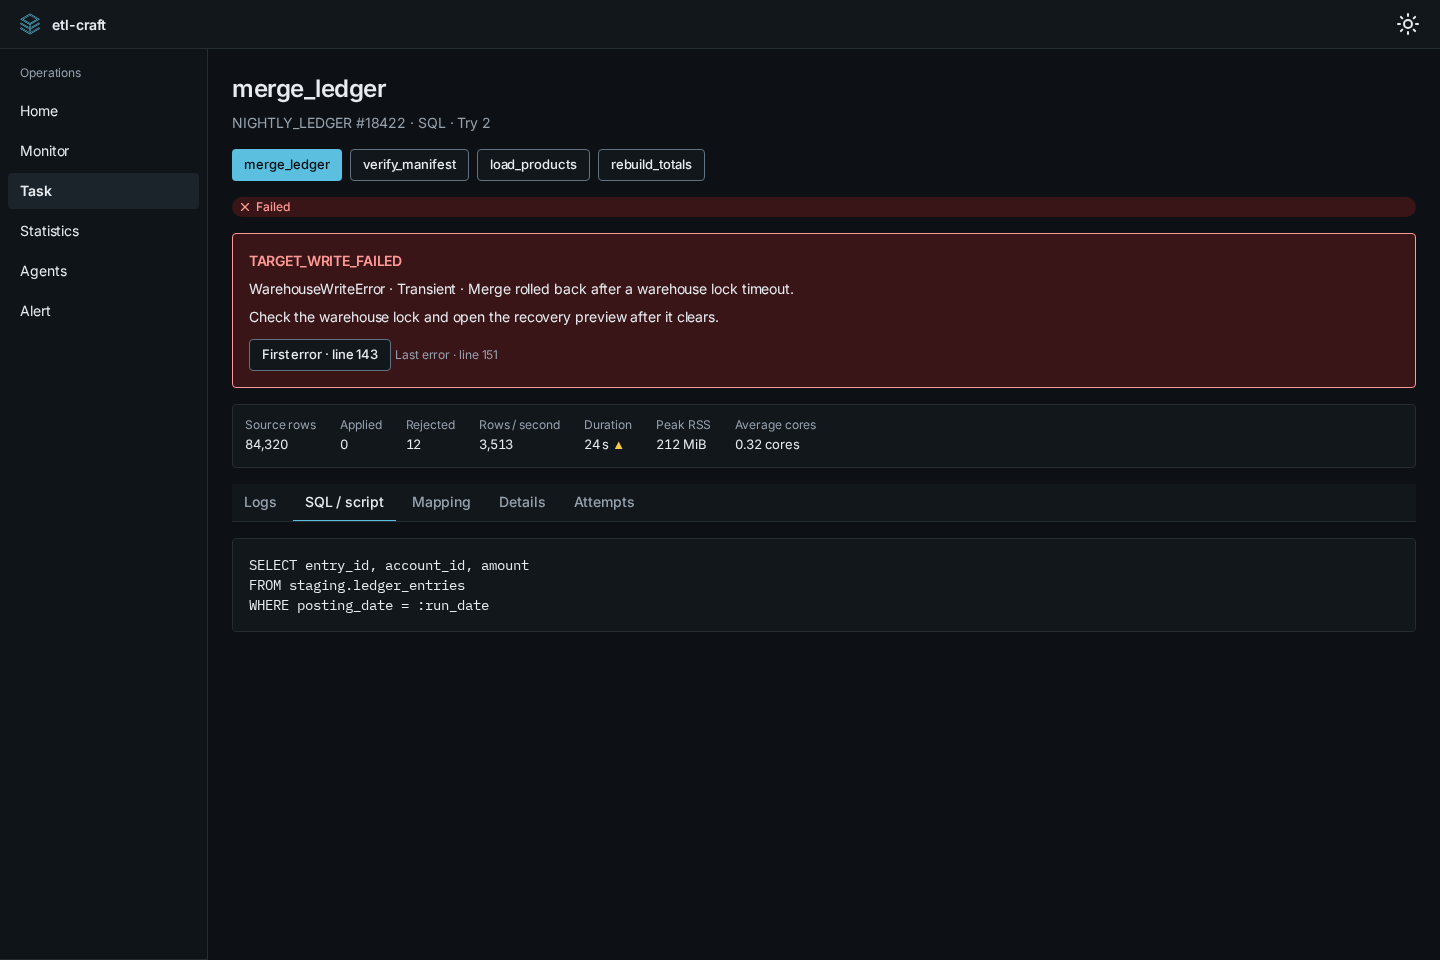 etl-craft
Operations
Home
Monitor
Task
Statistics
Agents
Alert
merge_ledger
NIGHTLY_LEDGER #18422 · SQL · Try 2
merge_ledger
verify_manifest
load_products
rebuild_totals
Failed
TARGET_WRITE_FAILED
WarehouseWriteError · Transient · Merge rolled back after a warehouse lock timeout.
Check the warehouse lock and open the recovery preview after it clears.
First error · line 143
Last error · line 151
Source rows
84,320
Applied
0
Rejected
12
Rows / second
3,513
Duration
24 s ▲
Peak RSS
212 MiB
Average cores
0.32 cores
Logs
SQL / script
Mapping
Details
Attempts
SELECT entry_id, account_id, amount
FROM staging.ledger_entries
WHERE posting_date = :run_date